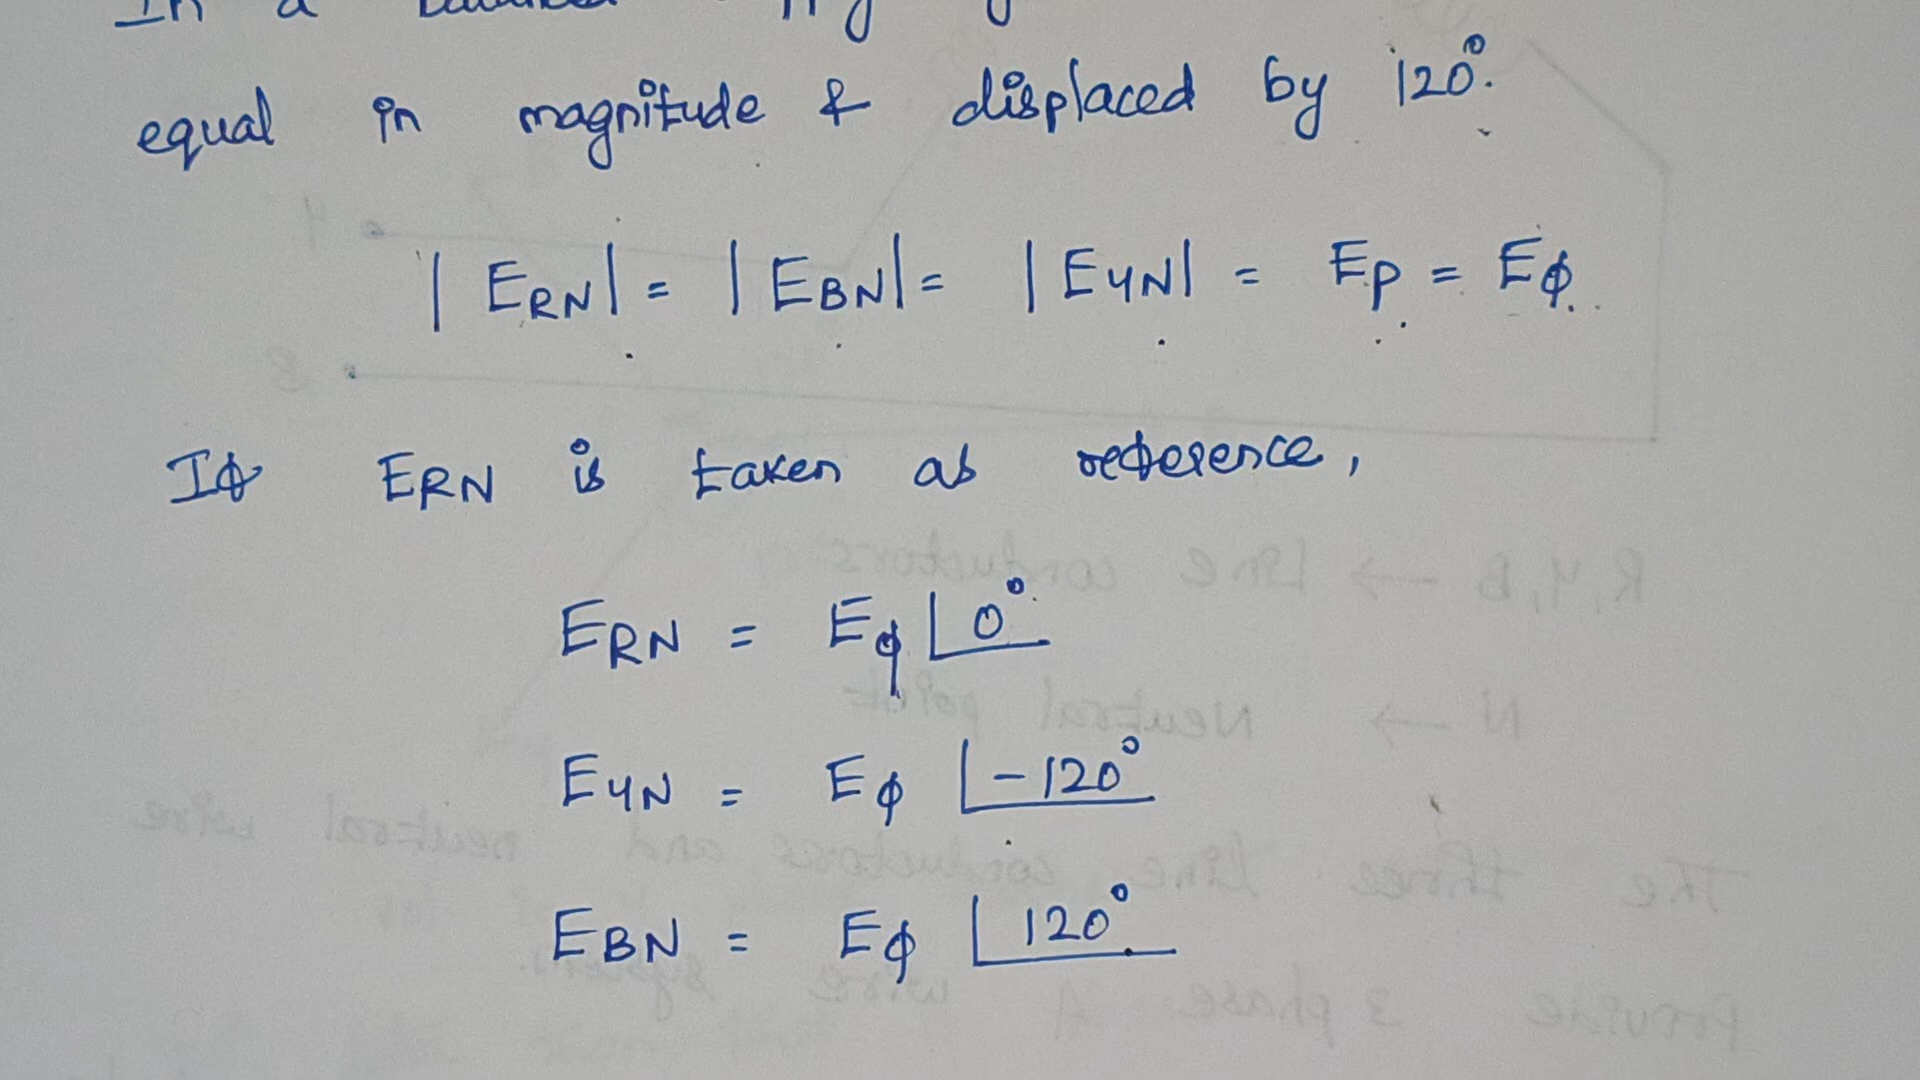 In a
equal in magnitude & displaced by 120°.
|ERN| = |EBN| = |EYN| = EP = Eϕ.
If ERN is taken as reference,
ERN = Eϕ ∠0°
EYN = Eϕ ∠-120°
EBN = Eϕ ∠120°